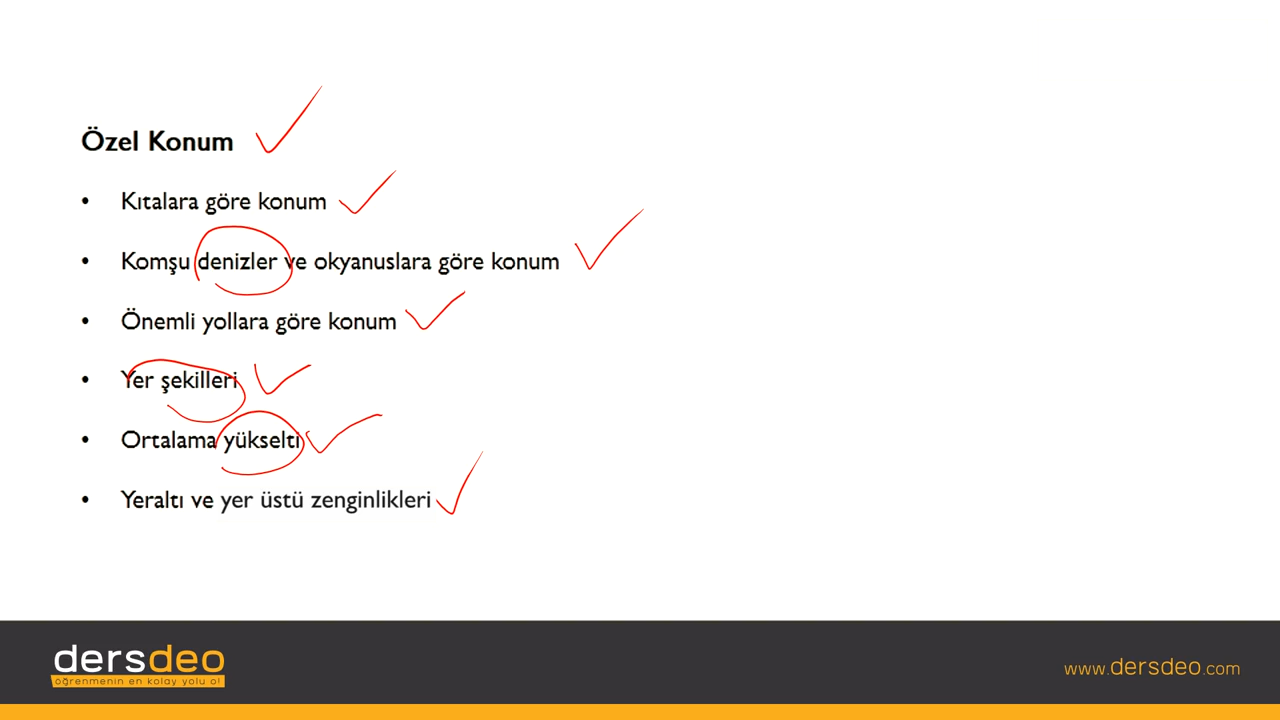 Özel Konum
• Kıtalara göre konum
• Komşu denizler ve okyanuslara göre konum
• Önemli yollara göre konum
• Yer şekilleri
• Ortalama yükselti
• Yeraltı ve yer üstü zenginlikleri
dersdeo
öğrenmenin en kolay yolu o!
www.dersdeo.com